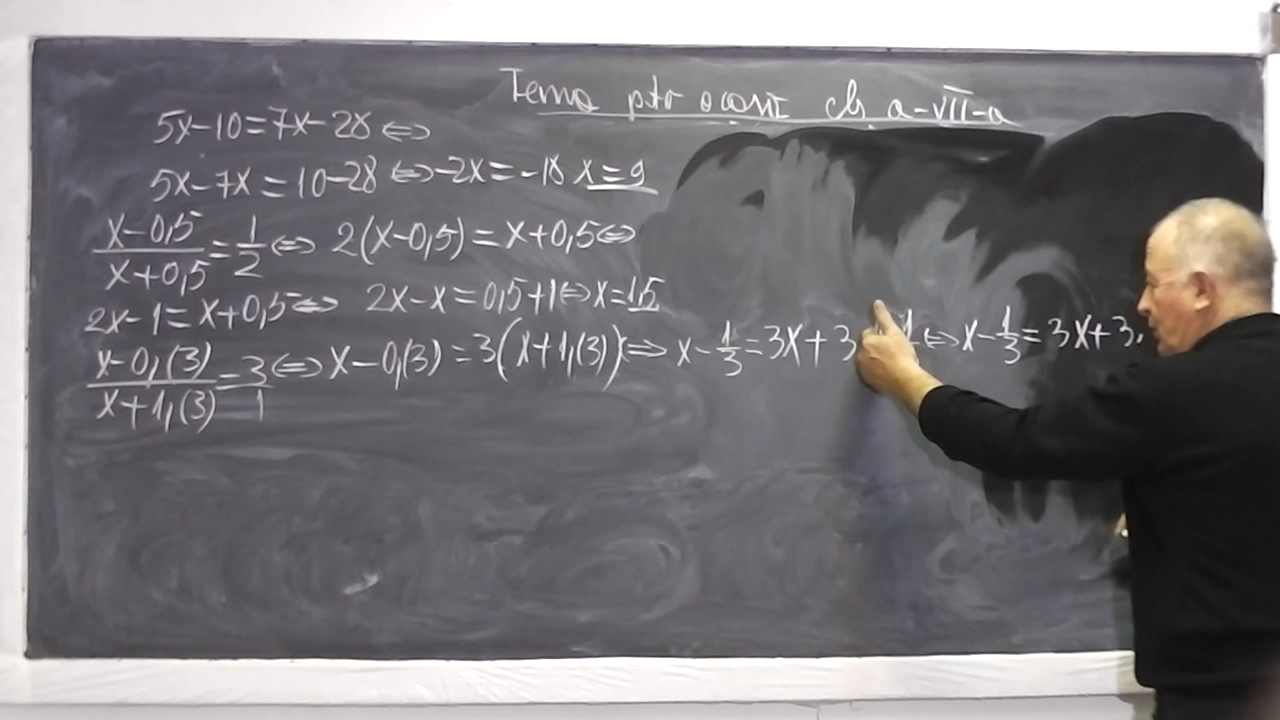 Tema ptr acasă cls a-VII-a
5x-10=7x-28 ⇔
5x-7x=10-28 ⇔ -2x=-18 x=9
x-0,5/x+0,5=1/2 ⇔ 2(x-0,5)=x+0,5 ⇔
2x-1=x+0,5 ⇔ 2x-x=0,5+1 ⇔ x=1,5
x-0,(3)/x+1,(3)=3/1 ⇔ x-0,(3)=3(x+1,(3)) ⇔ x-1/3=3x+3 1 ⇔ x-1/3=3x+3.